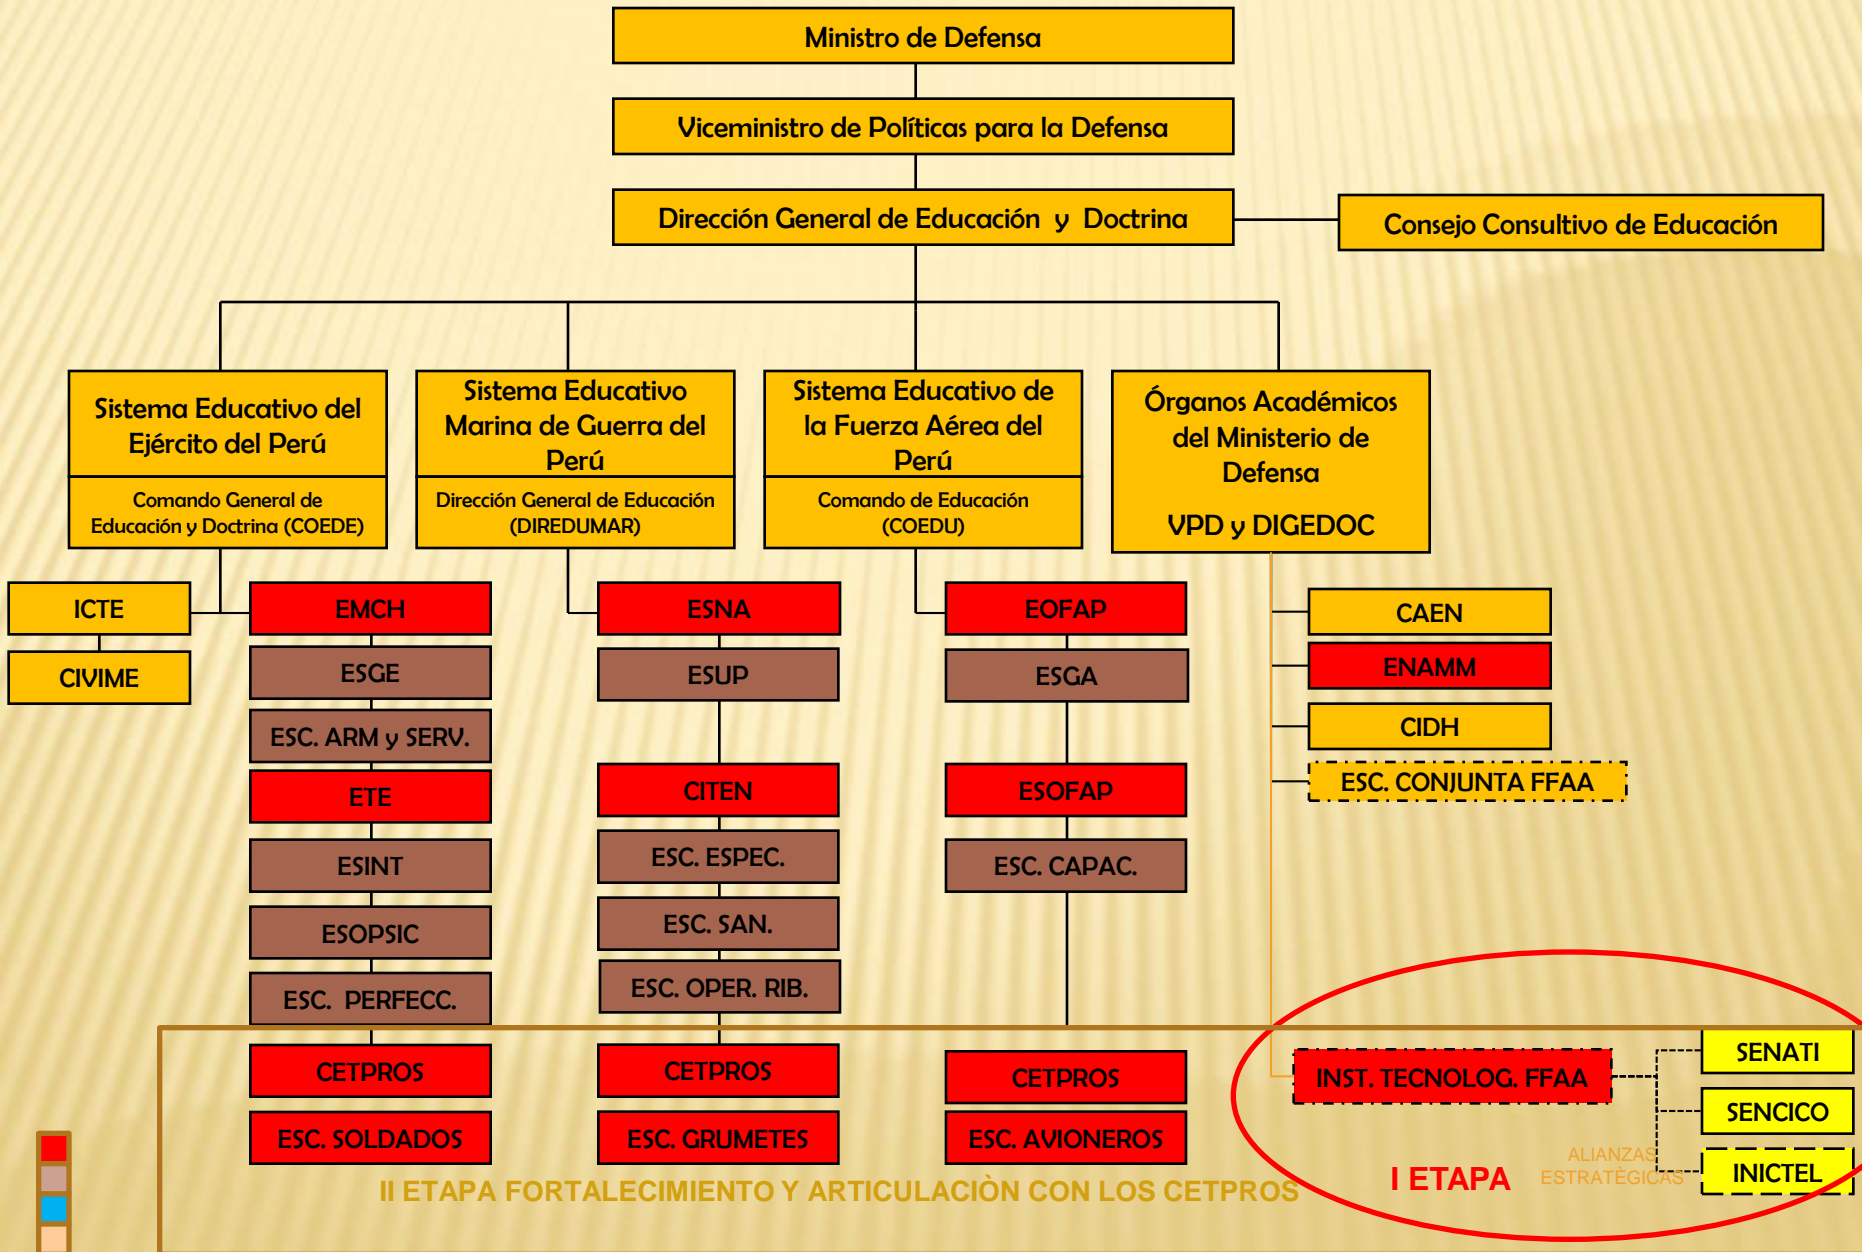 Ministro de Defensa
Viceministro de Políticas para la Defensa
Dirección General de Educación y Doctrina
Consejo Consultivo de Educación
Sistema Educativo del
Ejército del Perú
Comando General de
Educación y Doctrina (COEDE)
Sistema Educativo
Marina de Guerra del
Perú
Dirección General de Educación
(DIREDUMAR)
Sistema Educativo de
la Fuerza Aérea del
Perú
Comando de Educación
(COEDU)
Órganos Académicos
del Ministerio de
Defensa
VPD y DIGEDOC
ICTE
CIVIME
EMCH
ESGE
ESC. ARM y SERV.
ETE
ESINT
ESOPSIC
ESC. PERFECC.
CETPROS
ESC. SOLDADOS
ESNA
ESUP
CITEN
ESC. ESPEC.
ESC. SAN.
ESC. OPER. RIB.
CETPROS
ESC. GRUMETES
EOFAP
ESGA
ESOFAP
ESC. CAPAC.
CETPROS
ESC. AVIONEROS
CAEN
ENAMM
CIDH
ESC. CONJUNTA FFAA
INST. TECNOLOG. FFAA
SENATI
SENCICO
INICTEL
ALIANZAS
ESTRATÈGICAS
I ETAPA
II ETAPA FORTALECIMIENTO Y ARTICULACIÒN CON LOS CETPROS